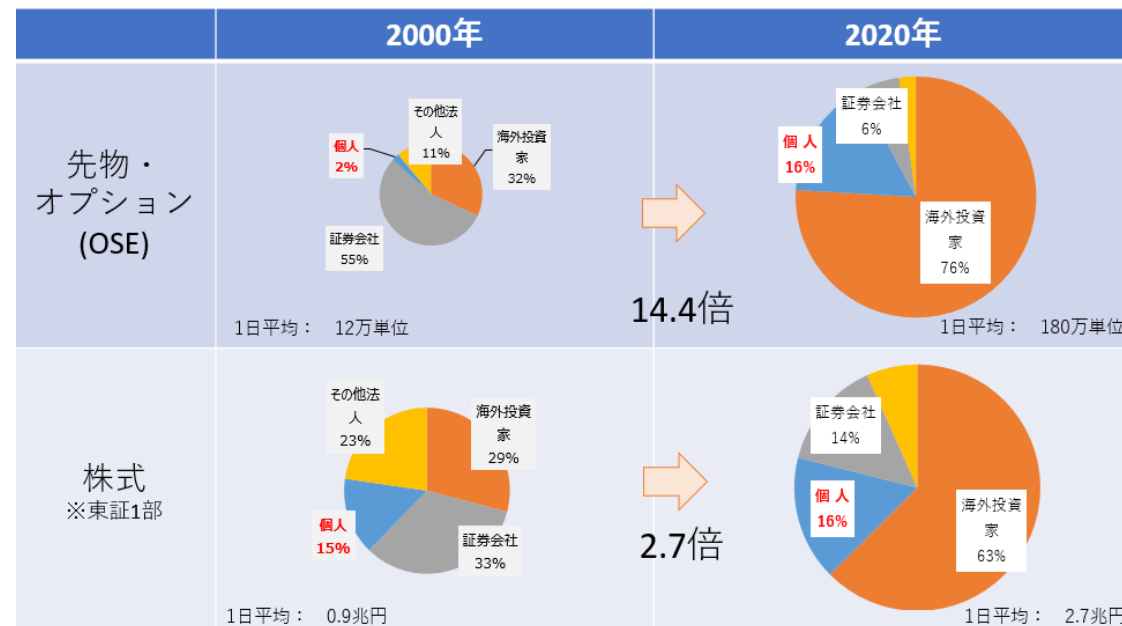 2000年
2020年
先物・
オプション
(OSE)
その他法
人
11%
個人
2%
海外投資
家
32%
証券会社
55%
1日平均： 12万単位
14.4倍
証券会社
6%
個 人
16%
海外投資
家
76%
1日平均： 180万単位
株式
※東証1部
その他法
人
23%
海外投資
家
29%
個人
15%
証券会社
33%
1日平均： 0.9兆円
2.7倍
証券会社
14%
個 人
16%
海外投資
家
63%
1日平均： 2.7兆円